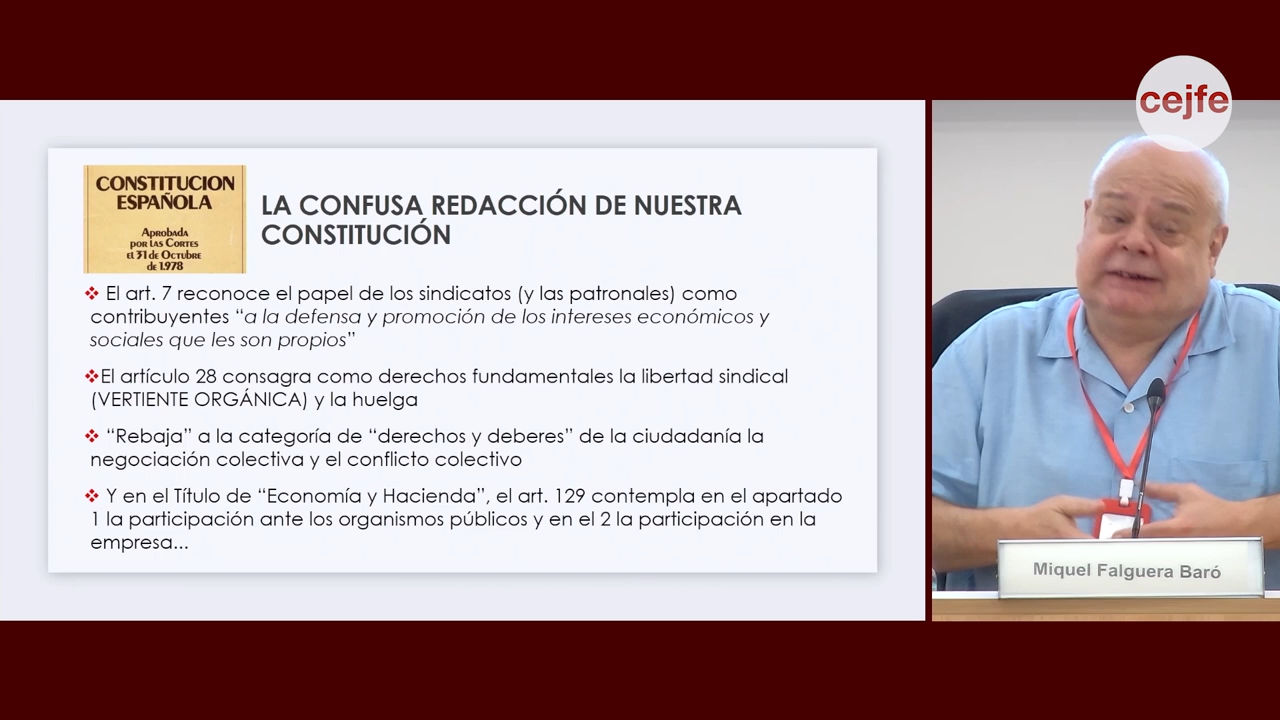 cejfe
CONSTITUCION
ESPAÑOLA
Aprobada
por las Cortes
el 31 de Octubre
de 1.978
LA CONFUSA REDACCIÓN DE NUESTRA
CONSTITUCIÓN
❖ El art. 7 reconoce el papel de los sindicatos (y las patronales) como
contribuyentes “a la defensa y promoción de los intereses económicos y
sociales que les son propios”
❖El artículo 28 consagra como derechos fundamentales la libertad sindical
(VERTIENTE ORGÁNICA) y la huelga
❖ “Rebaja” a la categoría de “derechos y deberes” de la ciudadanía la
negociación colectiva y el conflicto colectivo
❖ Y en el Título de “Economía y Hacienda”, el art. 129 contempla en el apartado
1 la participación ante los organismos públicos y en el 2 la participación en la
empresa...
Miquel Falguera Baró